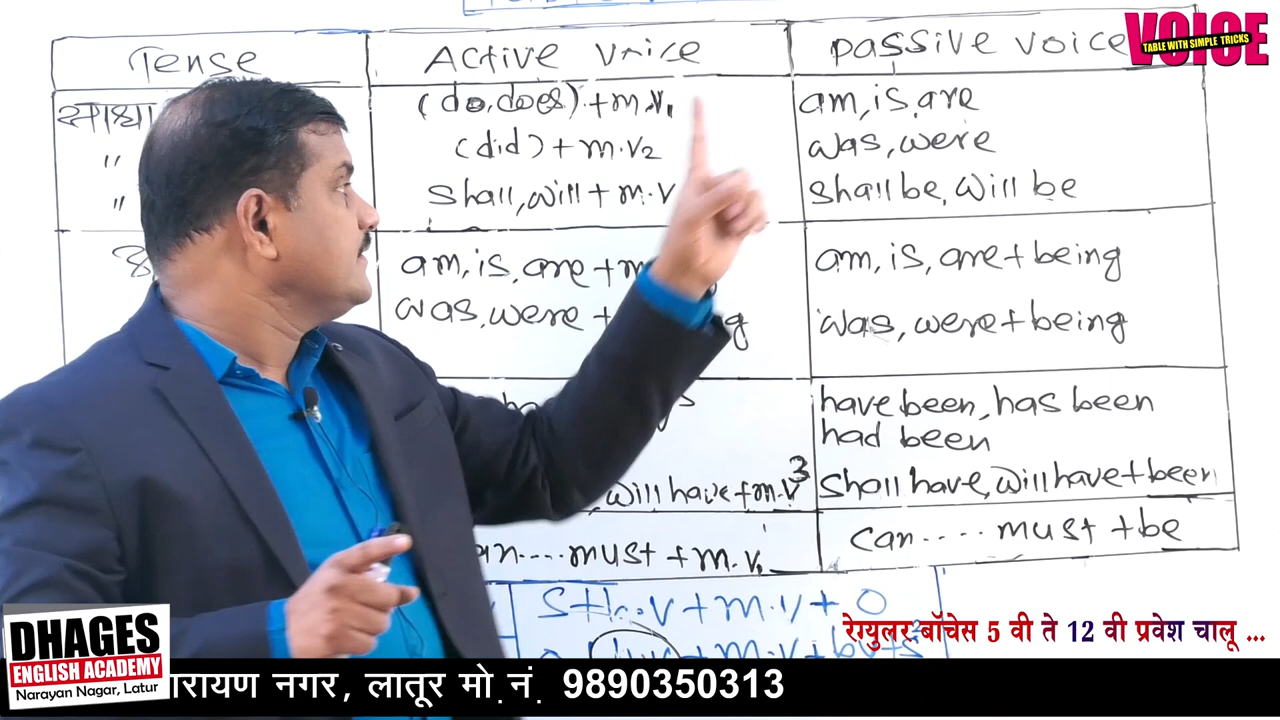 Tense
Active voice
passive voice
VOICE
TABLE WITH SIMPLE TRICKS
(do, does) + m.v1
am, is, are
" (did) + m.v2
was, were
" shall, will + m.v
shall be, will be
am, is, are + m
am, is, are + being
was, were +
was, were + being
have been, has been
had been
will have + m.v3
shall have, will have + been
must + m.v1
can .... must + be
S + H.V + m.v + O
रेग्युलर बॉचेस 5 वी ते 12 वी प्रवेश चालू ...
DHAGES
ENGLISH ACADEMY
Narayan Nagar, Latur
ारायण नगर, लातूर मो.नं. 9890350313